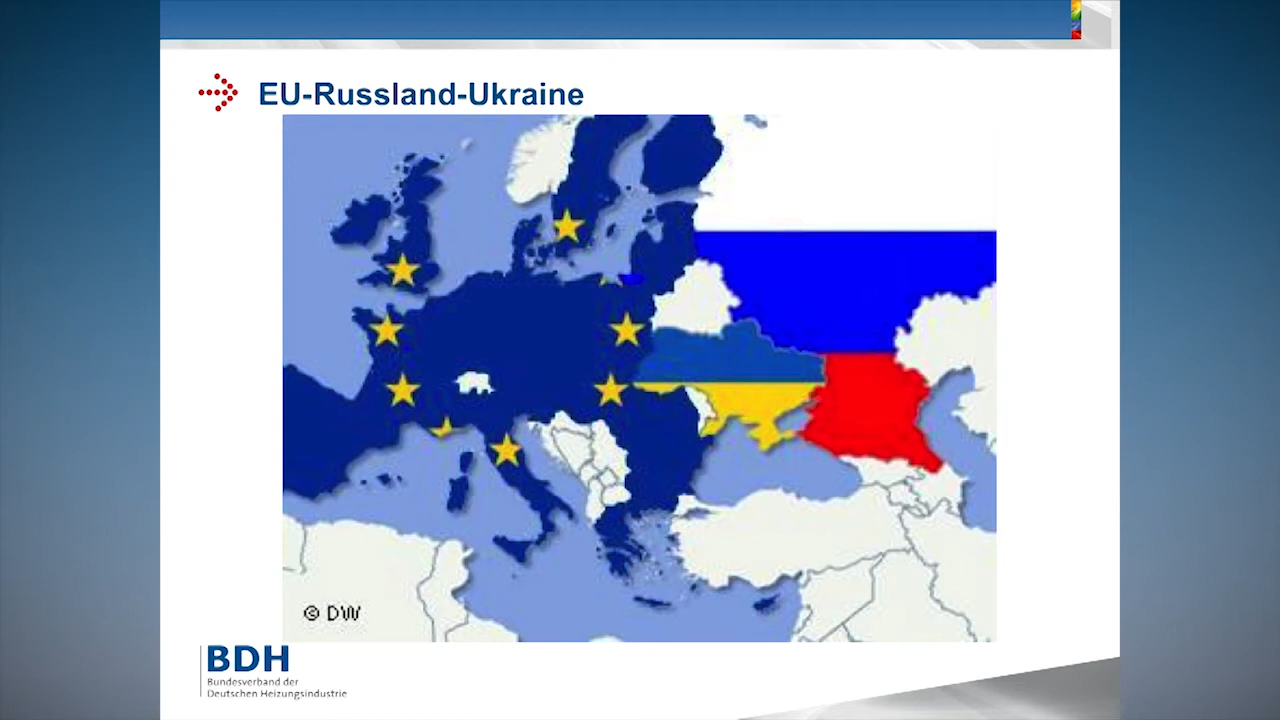 EU-Russland-Ukraine
© DW
BDH
Bundesverband der
Deutschen Heizungsindustrie